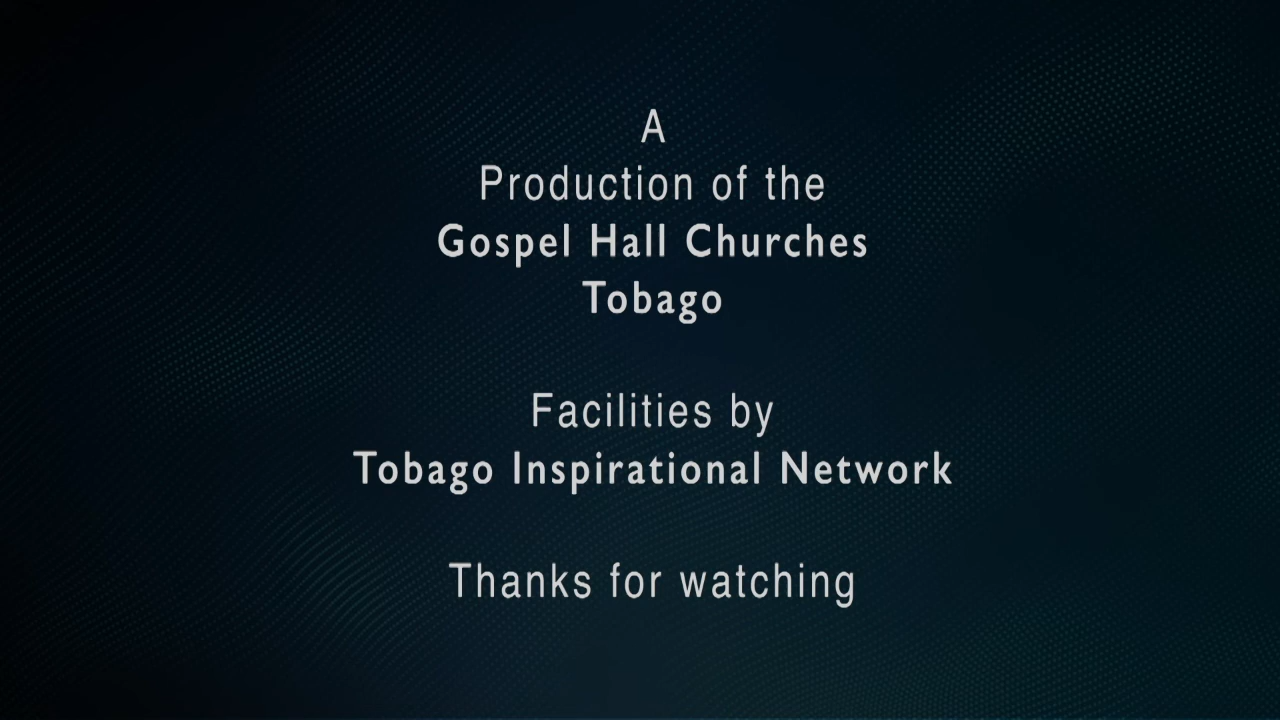 A
Production of the
Gospel Hall Churches
Tobago
Facilities by
Tobago Inspirational Network
Thanks for watching